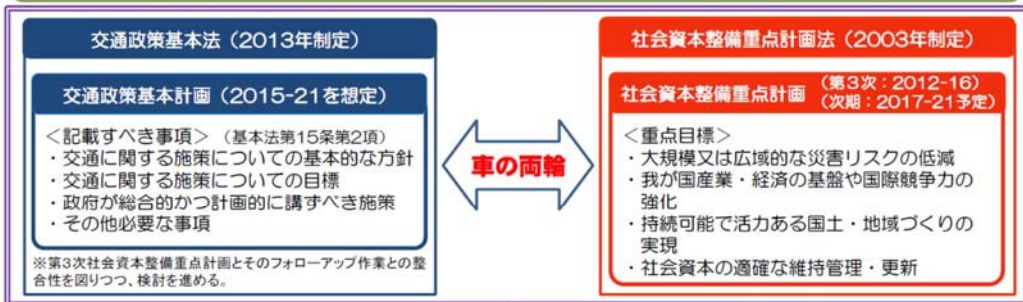 交通政策基本法（2013年制定）
交通政策基本計画（2015-21を想定）
＜記載すべき事項＞（基本法第15条第2項）
・交通に関する施策についての基本的な方針
・交通に関する施策についての目標
・政府が総合的かつ計画的に講ずべき施策
・その他必要な事項
※第3次社会資本整備重点計画とそのフォローアップ作業との整
合性を図りつつ、検討を進める。
車の両輪
社会資本整備重点計画法（2003年制定）
社会資本整備重点計画
（第3次：2012-16）
（次期：2017-21予定）
＜重点目標＞
・大規模又は広域的な災害リスクの低減
・我が国産業・経済の基盤や国際競争力の
強化
・持続可能で活力ある国土・地域づくりの
実現
・社会資本の適確な維持管理・更新